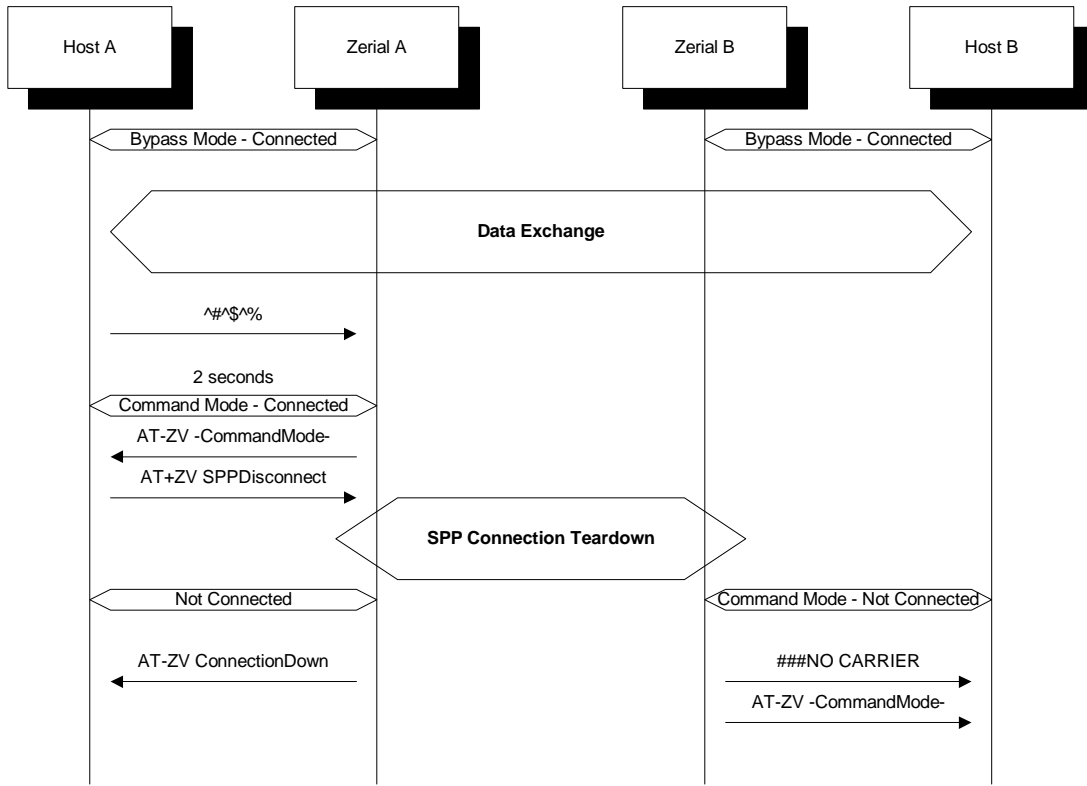 Host A
Zerial A
Zerial B
Host B
Bypass Mode - Connected
Bypass Mode - Connected
Data Exchange
^#^$^%
2 seconds
Command Mode - Connected
AT-ZV -CommandMode-
AT+ZV SPPDisconnect
SPP Connection Teardown
Not Connected
Command Mode - Not Connected
AT-ZV ConnectionDown
###NO CARRIER
AT-ZV -CommandMode-